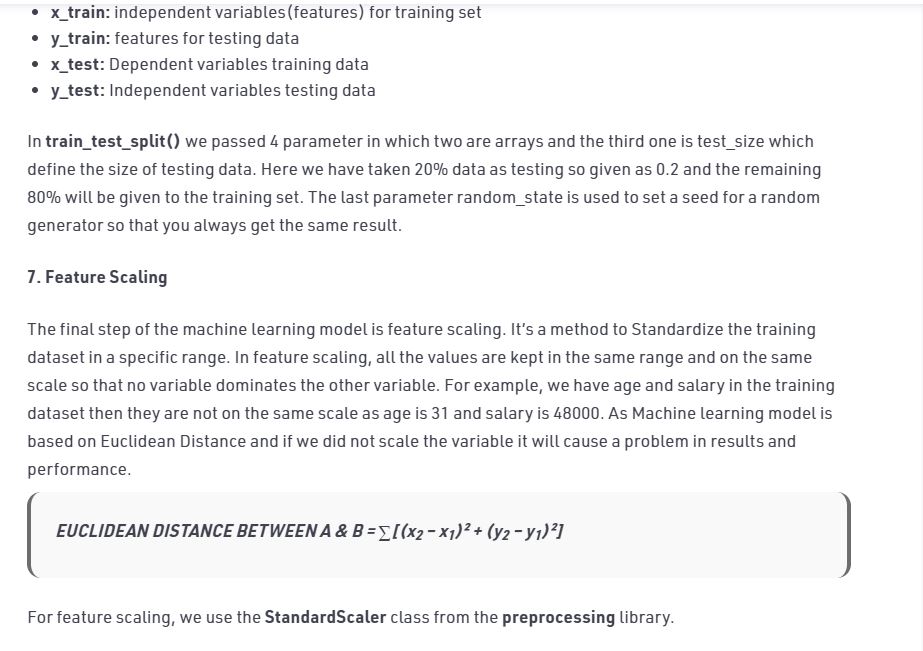 • x_train: independent variables(features) for training set
• y_train: features for testing data
• x_test: Dependent variables training data
• y_test: Independent variables testing data
In train_test_split() we passed 4 parameter in which two are arrays and the third one is test_size which
define the size of testing data. Here we have taken 20% data as testing so given as 0.2 and the remaining
80% will be given to the training set. The last parameter random_state is used to set a seed for a random
generator so that you always get the same result.
7. Feature Scaling
The final step of the machine learning model is feature scaling. It's a method to Standardize the training
dataset in a specific range. In feature scaling, all the values are kept in the same range and on the same
scale so that no variable dominates the other variable. For example, we have age and salary in the training
dataset then they are not on the same scale as age is 31 and salary is 48000. As Machine learning model is
based on Euclidean Distance and if we did not scale the variable it will cause a problem in results and
performance.
EUCLIDEAN DISTANCE BETWEEN A & B =∑[(x₂ – x₁)² + (y₂ – y₁)²]
For feature scaling, we use the StandardScaler class from the preprocessing library.